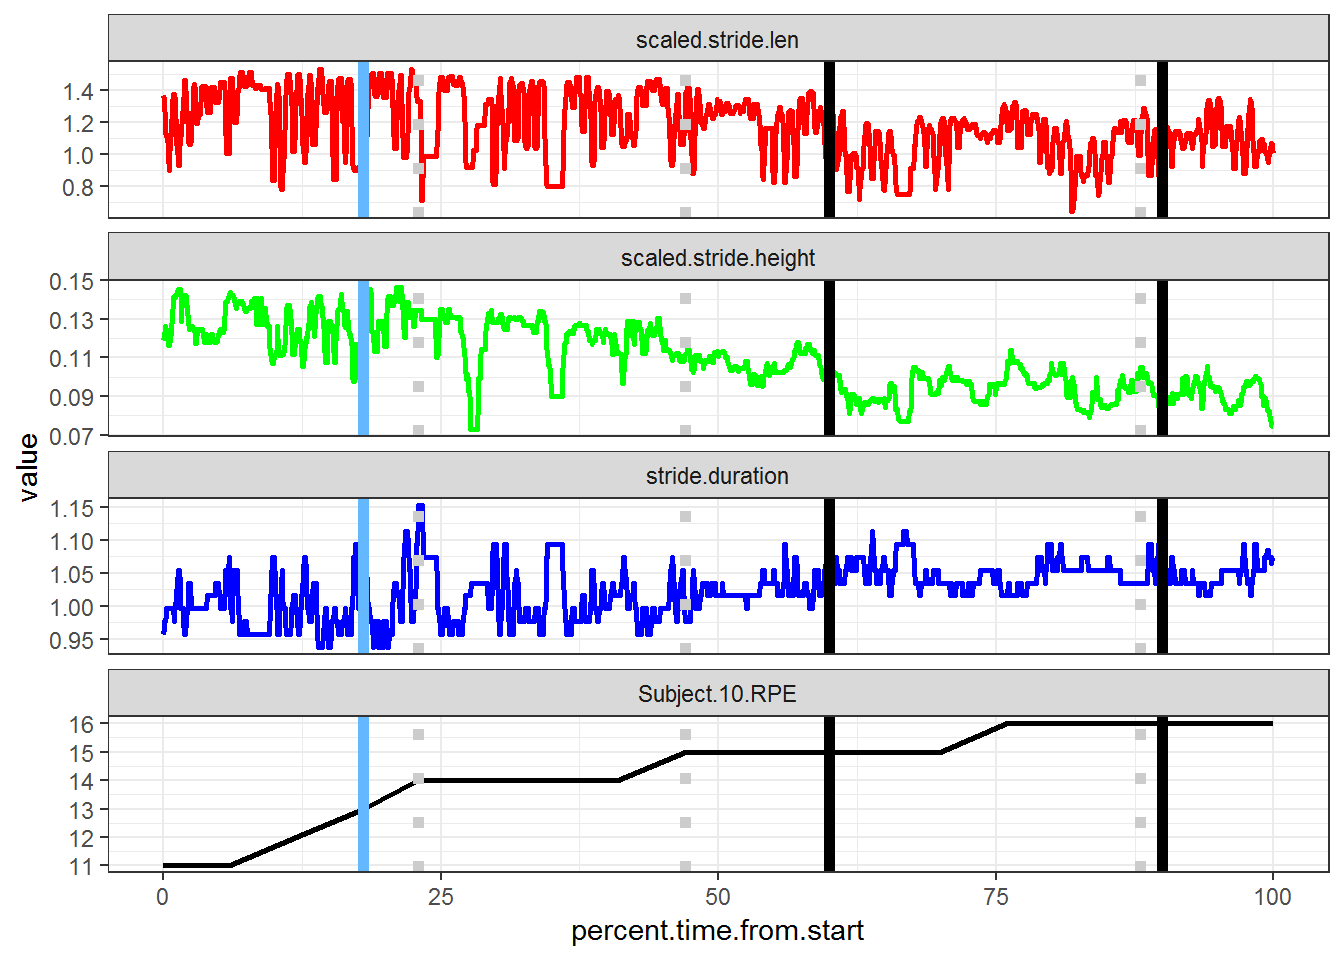 scaled.stride.len
1.4
1.2
1.0
0.8
scaled.stride.height
0.15
0.13
0.11
0.09
0.07
value
stride.duration
1.15
1.10
1.05
1.00
0.95
Subject.10.RPE
16
15
14
13
12
11
0 25 50 75 100
percent.time.from.start